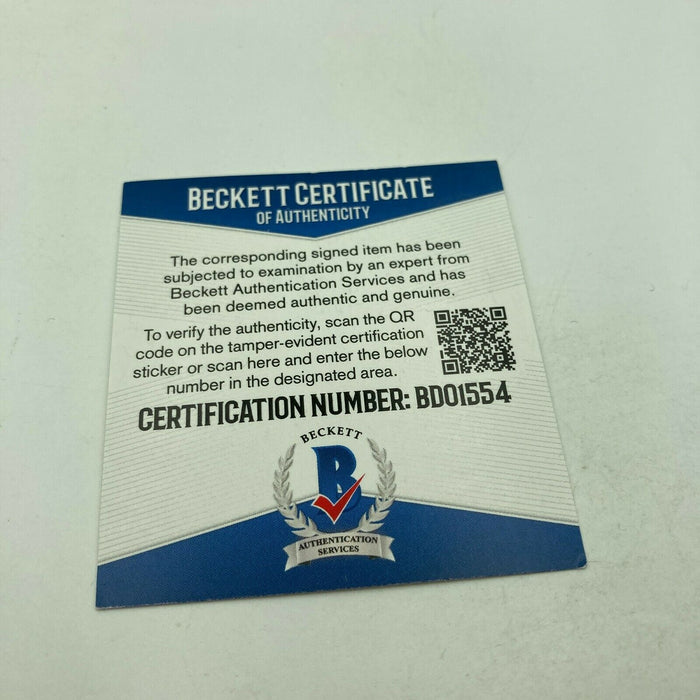 BECKETT CERTIFICATE
OF AUTHENTICITY
The corresponding signed item has been
subjected to examination by an expert from
Beckett Authentication Services and has
been deemed authentic and genuine.
To verify the authenticity, scan the QR
code on the tamper-evident certification
sticker or scan here and enter the below
number in the designated area.
CERTIFICATION NUMBER: BD01554
BECKETT
B
AUTHENTICATION
SERVICES